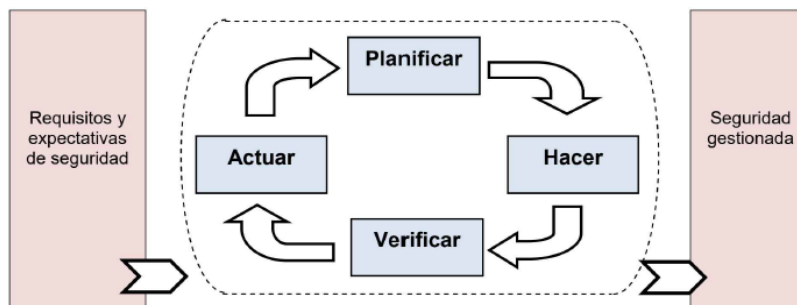 Requisitos y
expectativas
de seguridad
Planificar
Actuar
Hacer
Verificar
Seguridad
gestionada